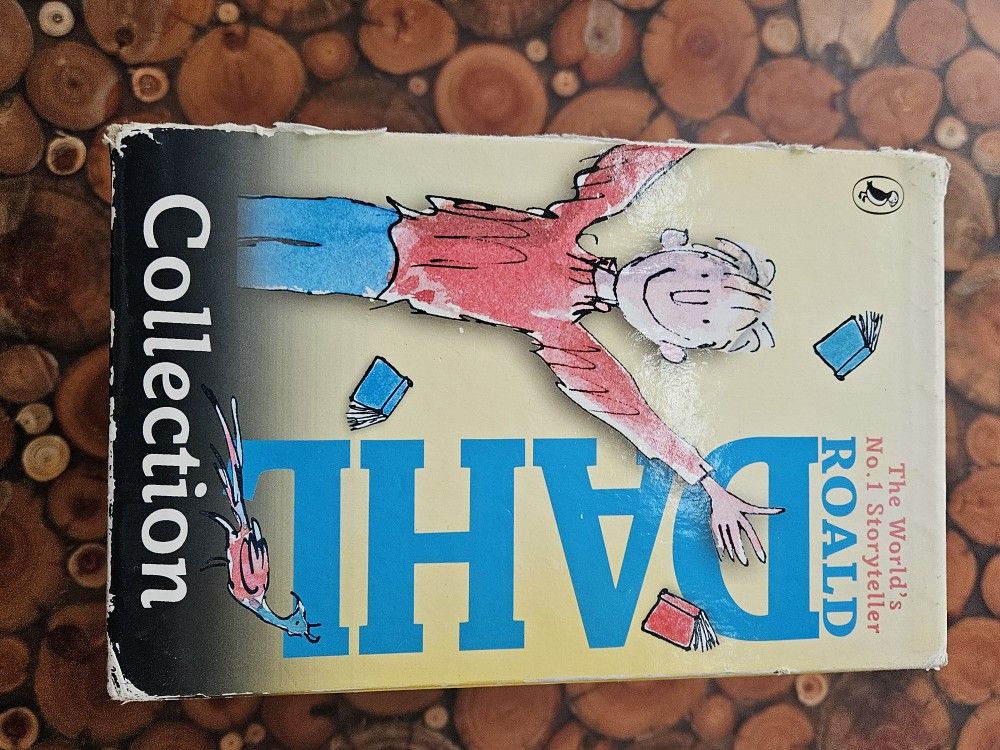 The World's
No.1 Storyteller
ROALD
DAHL
Collection